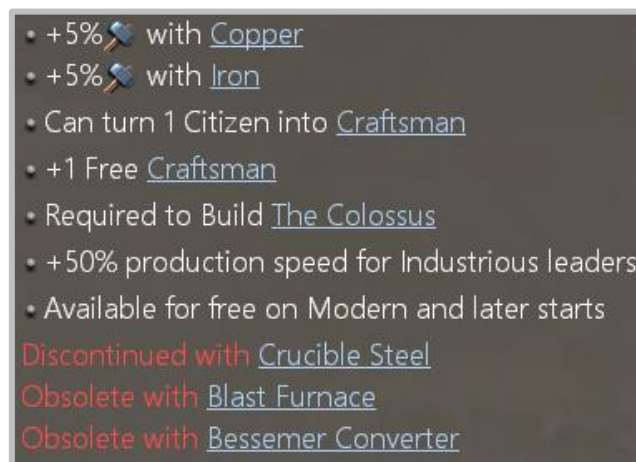 • +5% with Copper
• +5% with Iron
• Can turn 1 Citizen into Craftsman
• +1 Free Craftsman
• Required to Build The Colossus
• +50% production speed for Industrious leaders
• Available for free on Modern and later starts
Discontinued with Crucible Steel
Obsolete with Blast Furnace
Obsolete with Bessemer Converter